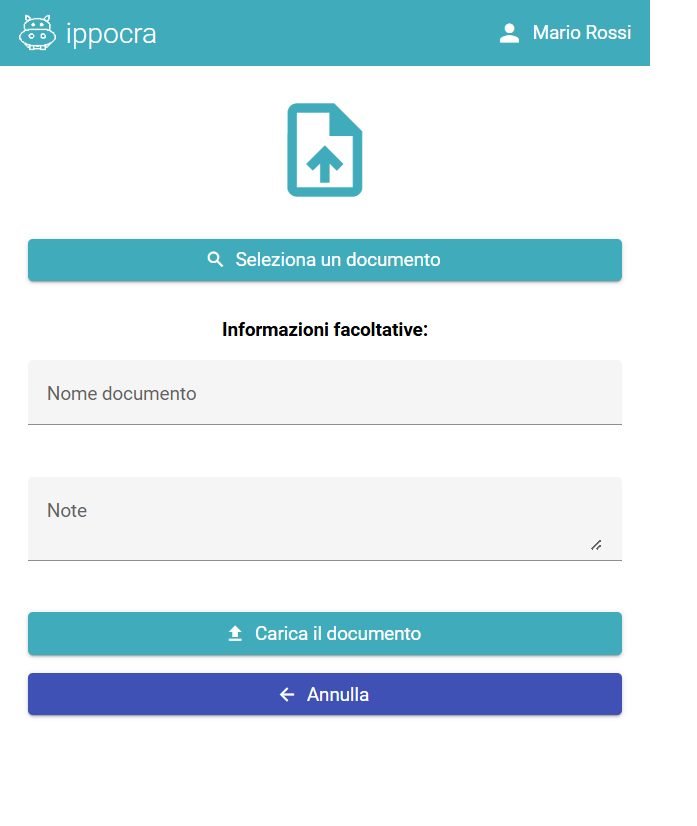 ippocra
Mario Rossi
Seleziona un documento
Informazioni facoltative:
Nome documento
Note
Carica il documento
Annulla